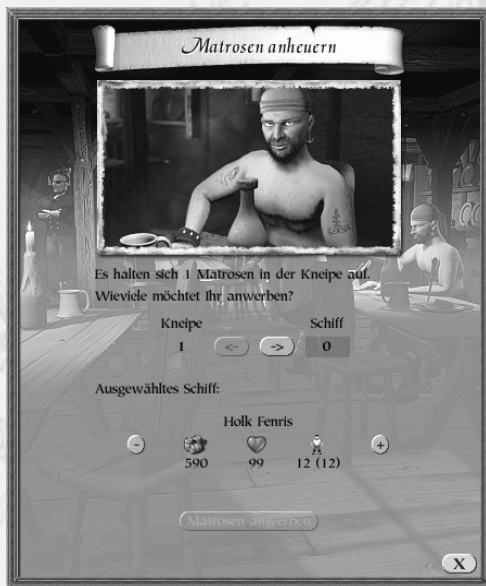 Matrosen anheuern
Es halten sich 1 Matrosen in der Kneipe auf.
Wieviele möchtet Ihr anwerben?
Kneipe Schiff
1 <- -> 0
Ausgewähltes Schiff:
Holk Fenris
- +
590 99 12 (12)
Matrosen anwerben
X